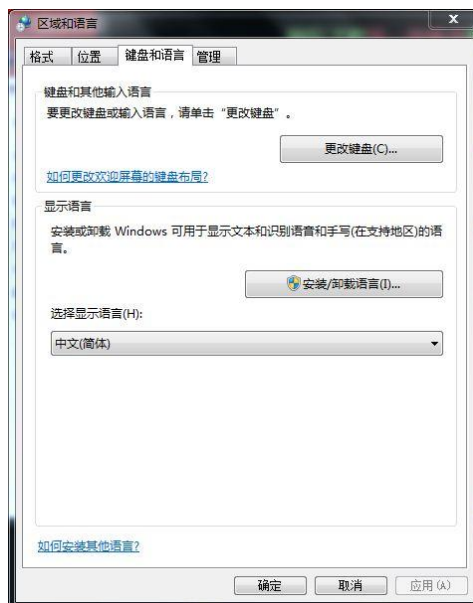 区域和语言
格式 位置 键盘和语言 管理
键盘和其他输入语言
要更改键盘或输入语言，请单击“更改键盘”。
更改键盘(C)...
如何更改欢迎屏幕的键盘布局?
显示语言
安装或卸载 Windows 可用于显示文本和识别语音和手写(在支持地区)的语
言。
安装/卸载语言(I)...
选择显示语言(H):
中文(简体)
如何安装其他语言?
确定 取消 应用(A)